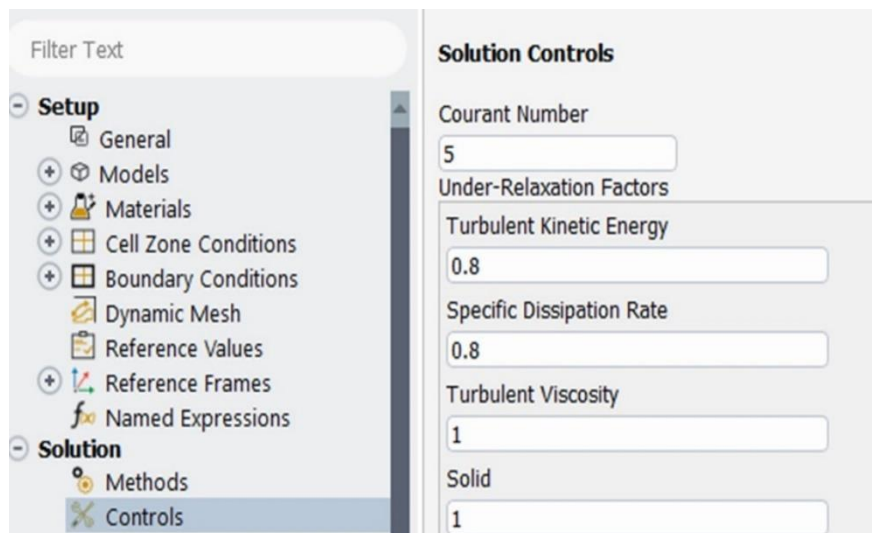 Filter Text
Setup
General
Models
Materials
Cell Zone Conditions
Boundary Conditions
Dynamic Mesh
Reference Values
Reference Frames
Named Expressions
Solution
Methods
Controls
Solution Controls
Courant Number
5
Under-Relaxation Factors
Turbulent Kinetic Energy
0.8
Specific Dissipation Rate
0.8
Turbulent Viscosity
1
Solid
1